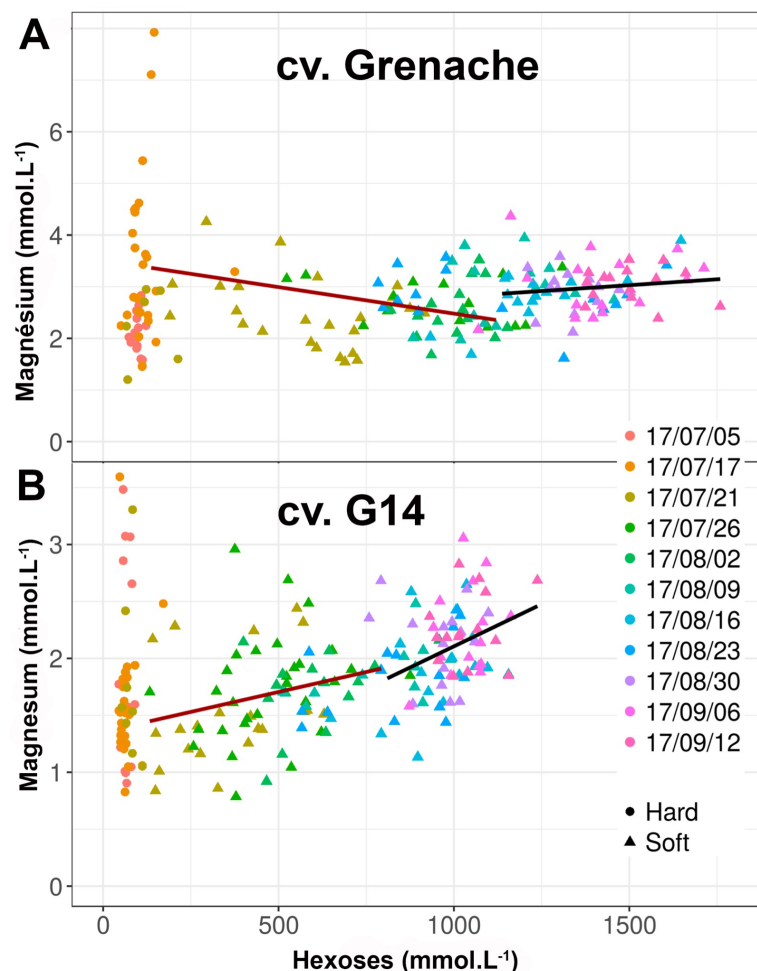 A
cv. Grenache
Magnésium (mmol.L-1)
6
4
2
0
B
cv. G14
Magnesum (mmol.L-1)
3
2
1
0
17/07/05
17/07/17
17/07/21
17/07/26
17/08/02
17/08/09
17/08/16
17/08/23
17/08/30
17/09/06
17/09/12
Hard
Soft
0 500 1000 1500
Hexoses (mmol.L-1)